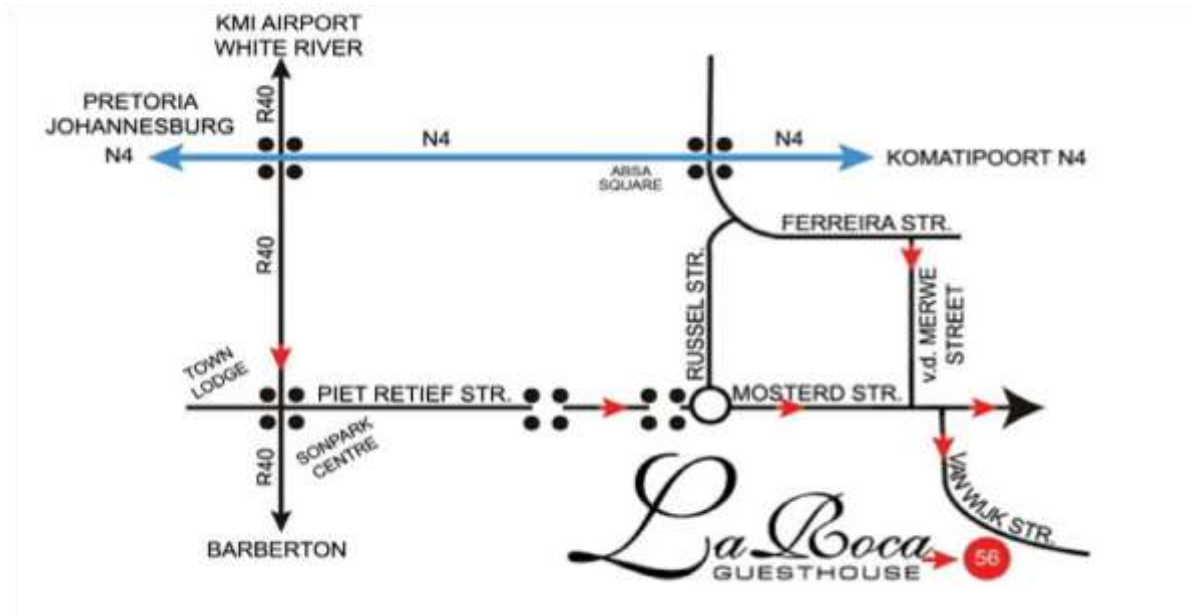 KMI AIRPORT
WHITE RIVER
R40
PRETORIA
JOHANNESBURG
N4
N4
N4
KOMATIPOORT N4
ABSA
SQUARE
FERREIRA STR.
R40
RUSSEL STR.
v.d. MERWE
STREET
TOWN
LODGE
PIET RETIEF STR.
MOSTERD STR.
SONPARK
CENTRE
R40
VAN WIJK STR.
BARBERTON
La Roca
GUESTHOUSE
56